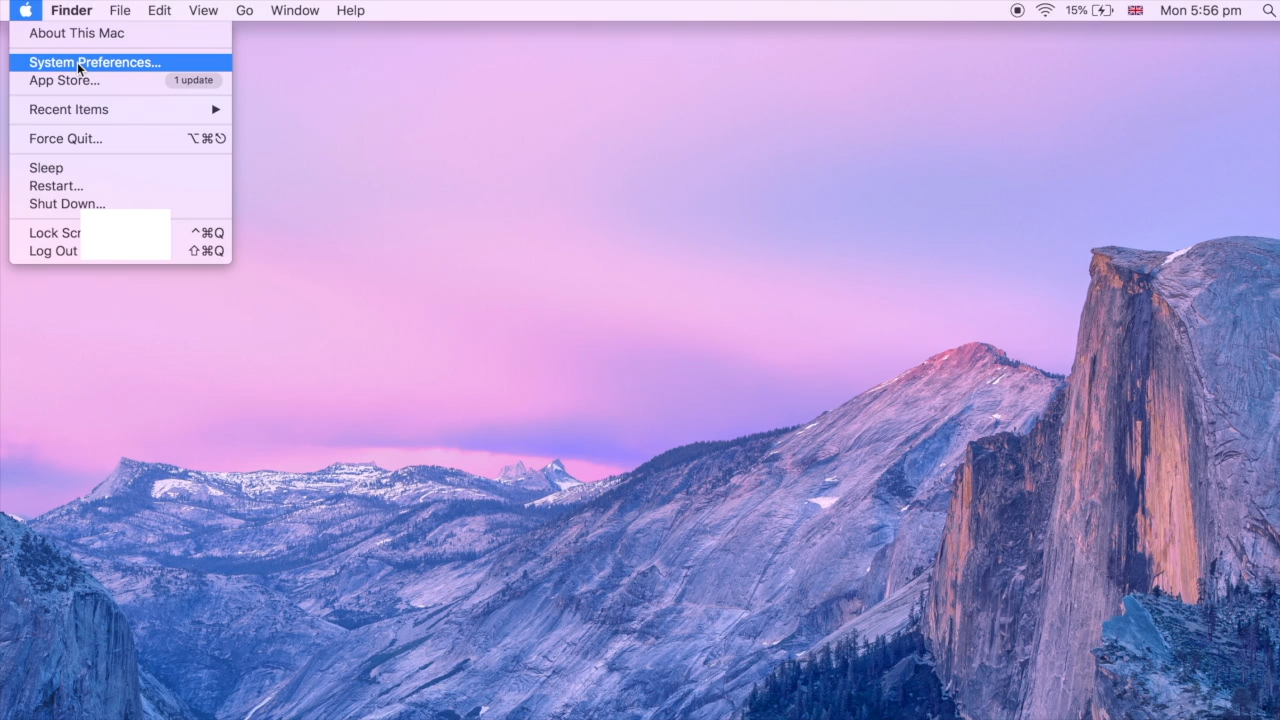 Finder File Edit View Go Window Help 15% Mon 5:56 pm
About This Mac
System Preferences...
App Store... 1 update
Recent Items
Force Quit... ⌥⌘⎋
Sleep
Restart...
Shut Down...
Lock Scr ^⌘Q
Log Out ⇧⌘Q